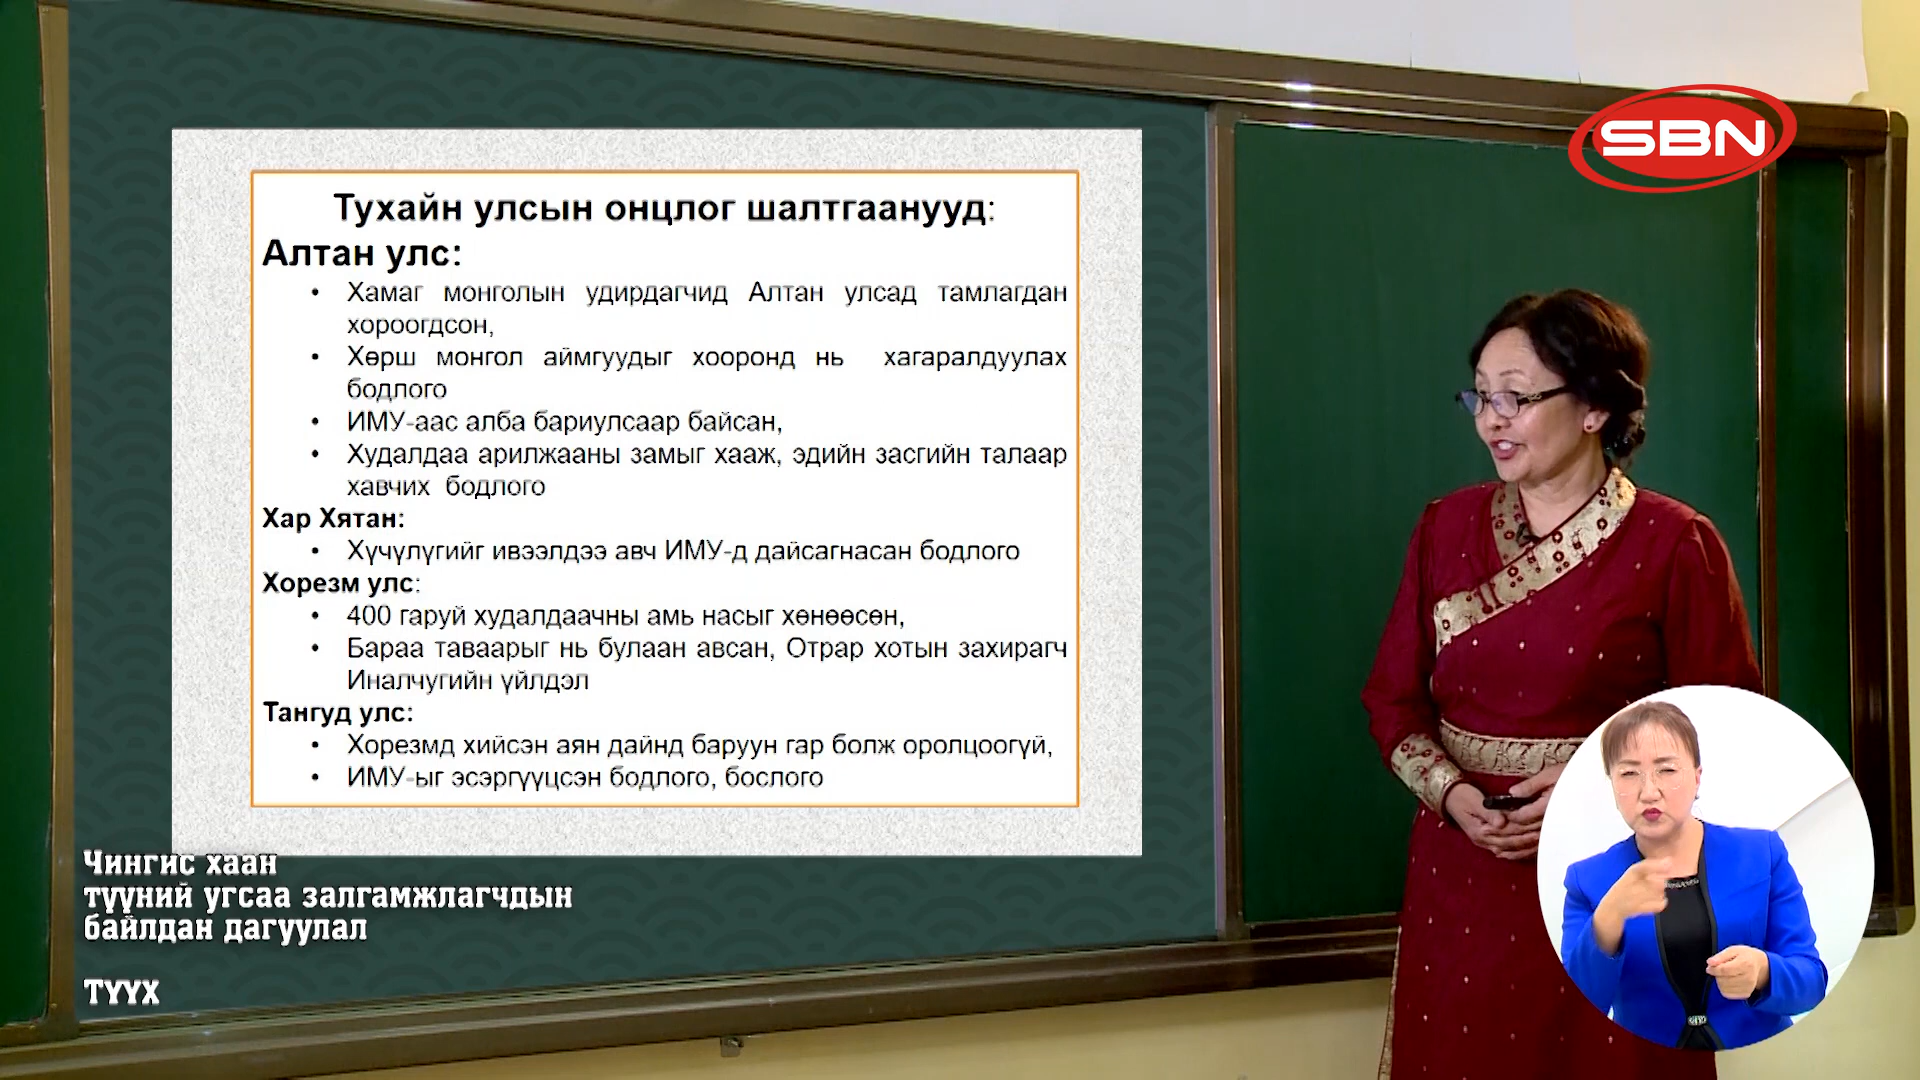 SBN
Тухайн улсын онцлог шалтгаанууд:
Алтан улс:
• Хамаг монголын удирдагчид Алтан улсад тамлагдан
хороогдсон,
• Хөрш монгол аймгуудыг хооронд нь хагаралдуулах
бодлого
• ИМУ-аас алба бариулсаар байсан,
• Худалдаа арилжааны замыг хааж, эдийн засгийн талаар
хавчих бодлого
Хар Хятан:
• Хүчүлүгийг ивээлдээ авч ИМУ-д дайсагнасан бодлого
Хорезм улс:
• 400 гаруй худалдаачны амь насыг хөнөөсөн,
• Бараа таваарыг нь булаан авсан, Отрар хотын захирагч
Иналчугийн үйлдэл
Тангуд улс:
• Хорезмд хийсэн аян дайнд баруун гар болж оролцоогүй,
• ИМУ-ыг эсэргүүцсэн бодлого, бослого
Чингис хаан
түүний угсаа залгамжлагчдын
байлдан дагуулал
ТҮҮХ